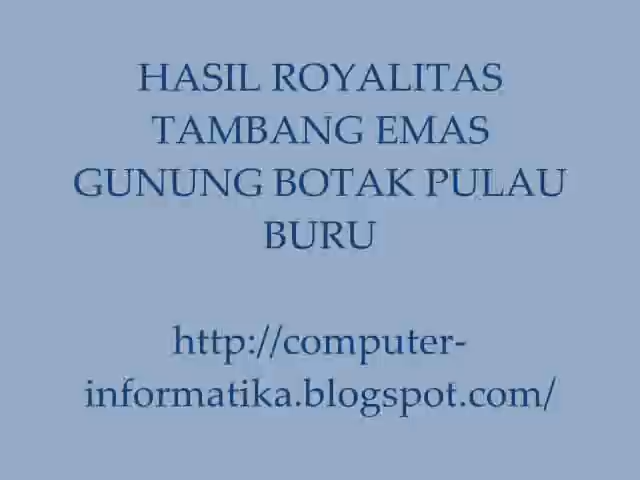 HASIL ROYALITAS
TAMBANG EMAS
GUNUNG BOTAK PULAU
BURU
http://computer-
informatika.blogspot.com/